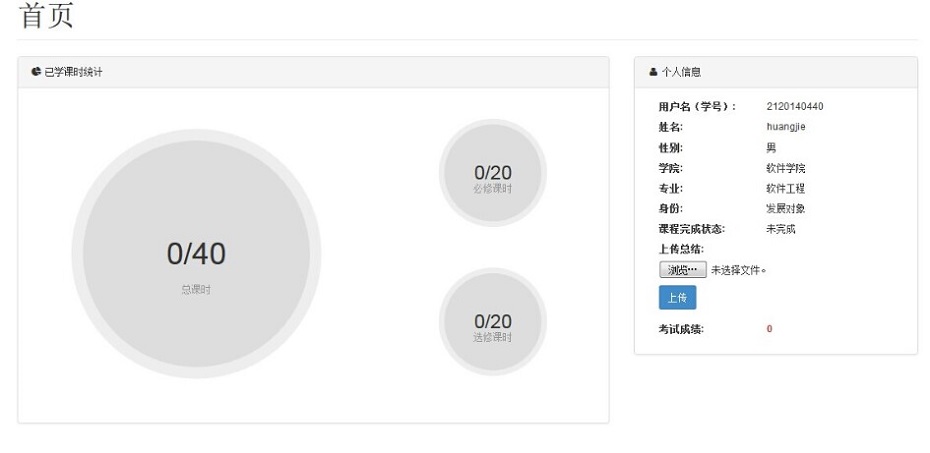 首页
已学课时统计
0/40
总课时
0/20
必修课时
0/20
选修课时
个人信息
用户名（学号）: 2120140440
姓名: huangjie
性别: 男
学院: 软件学院
专业: 软件工程
身份: 发展对象
课程完成状态: 未完成
上传总结:
浏览… 未选择文件。
上传
考试成绩: 0